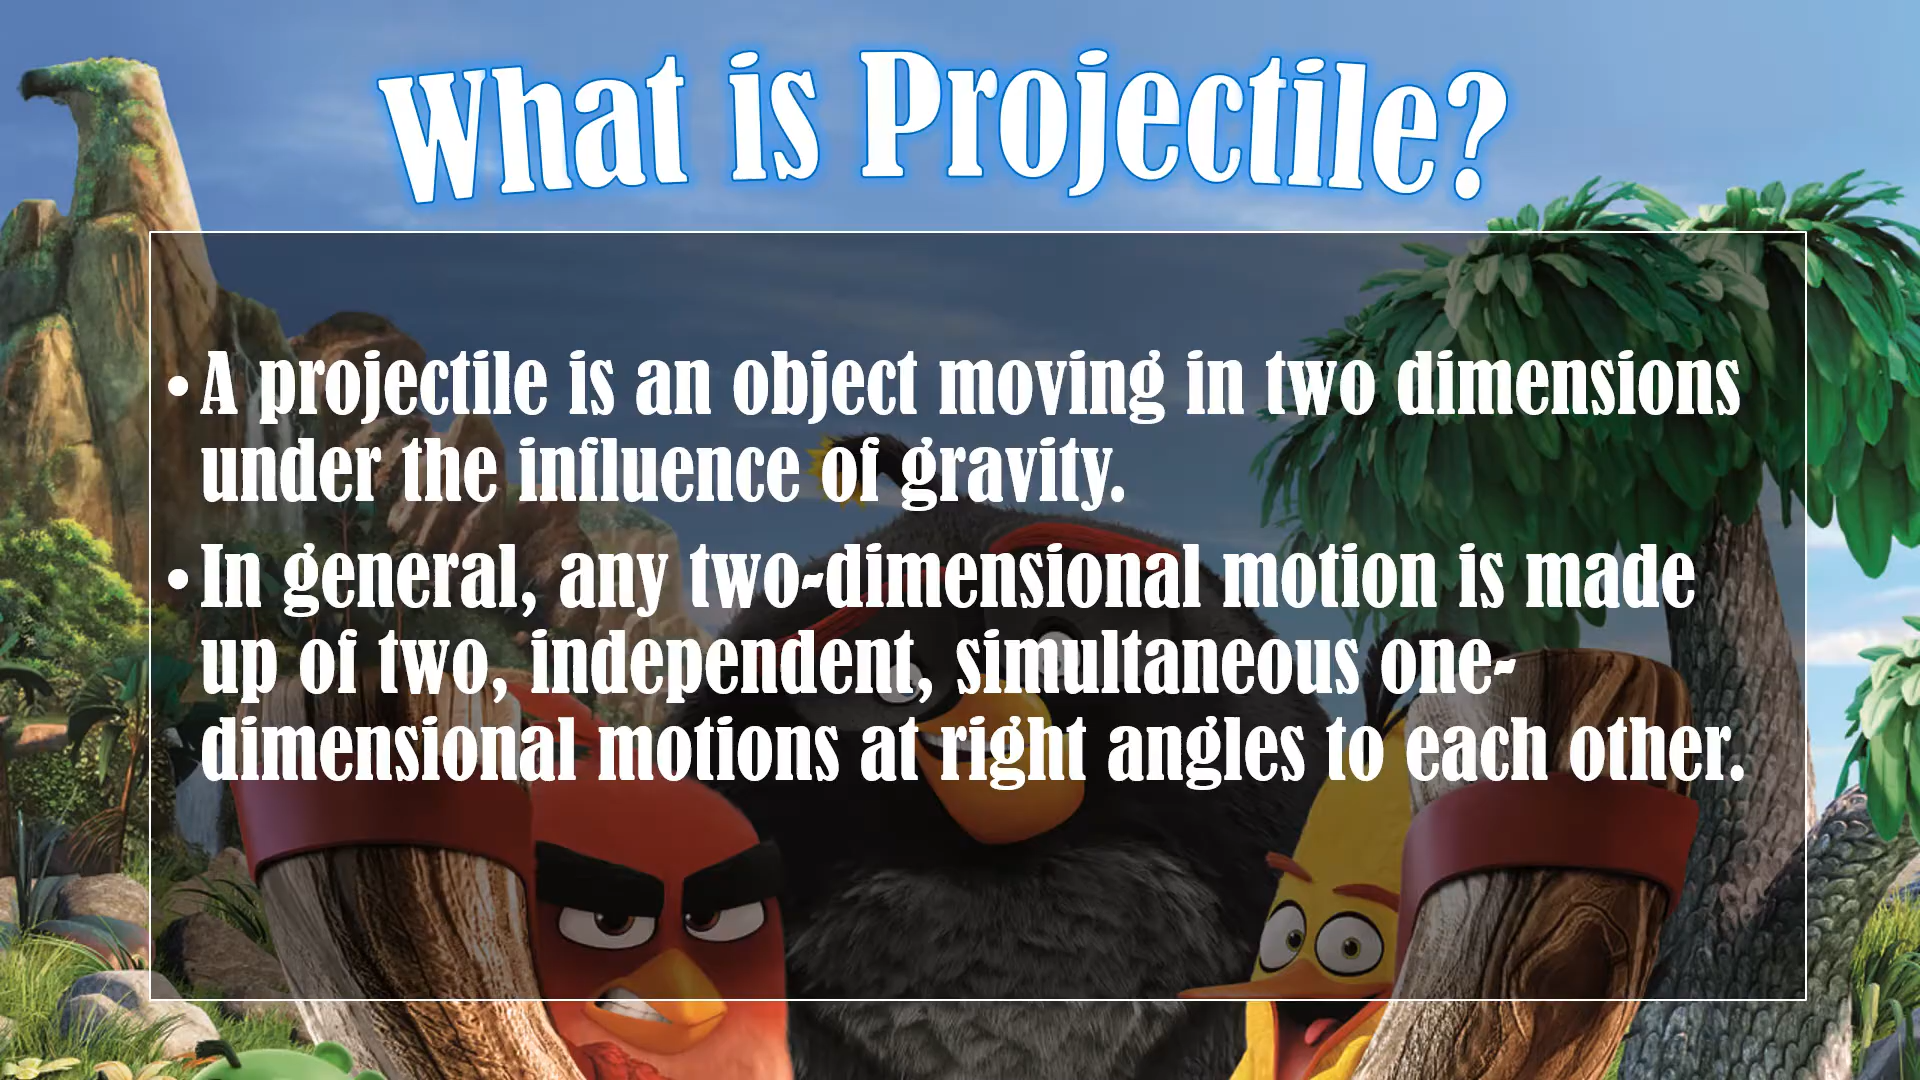 What is Projectile?
• A projectile is an object moving in two dimensions
under the influence of gravity.
• In general, any two-dimensional motion is made
up of two, independent, simultaneous one-
dimensional motions at right angles to each other.